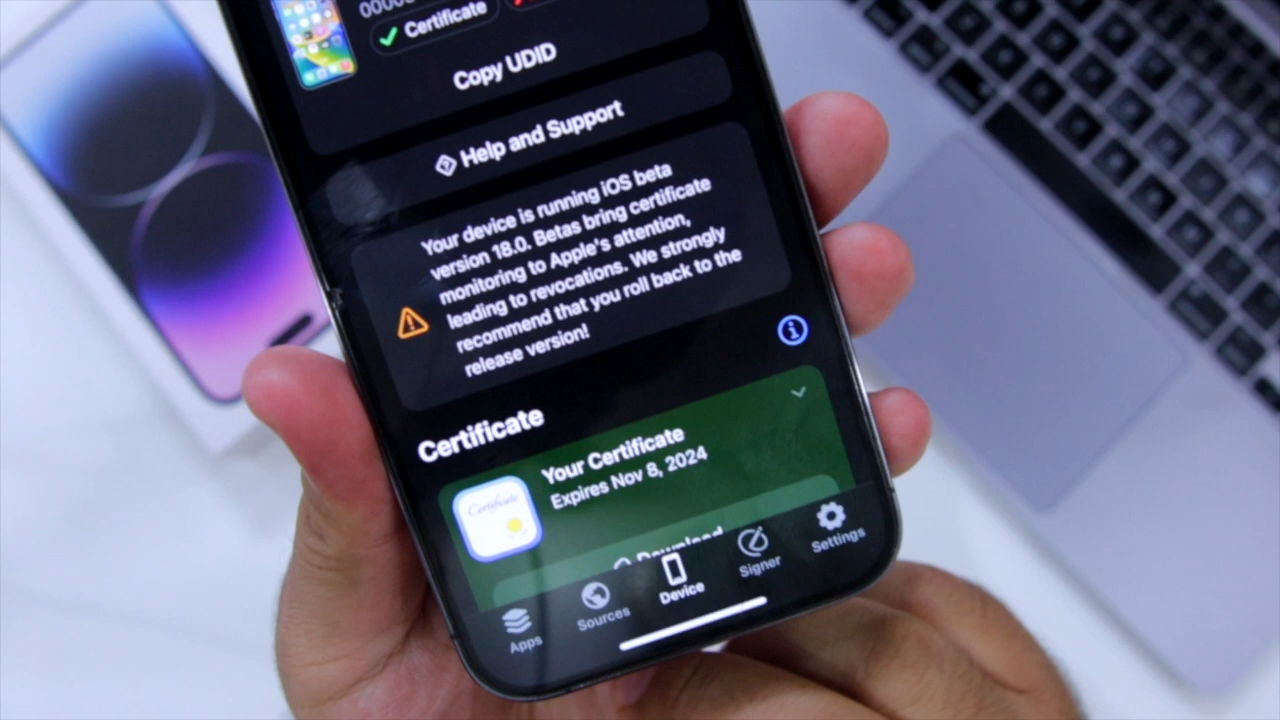 Certificate
Copy UDID
Help and Support
Your device is running iOS beta
version 18.0. Betas bring certificate
monitoring to Apple's attention,
leading to revocations. We strongly
recommend that you roll back to the
release version!
Certificate
Your Certificate
Expires Nov 8, 2024
Certificate
Download
Apps
Sources
Device
Signer
Settings